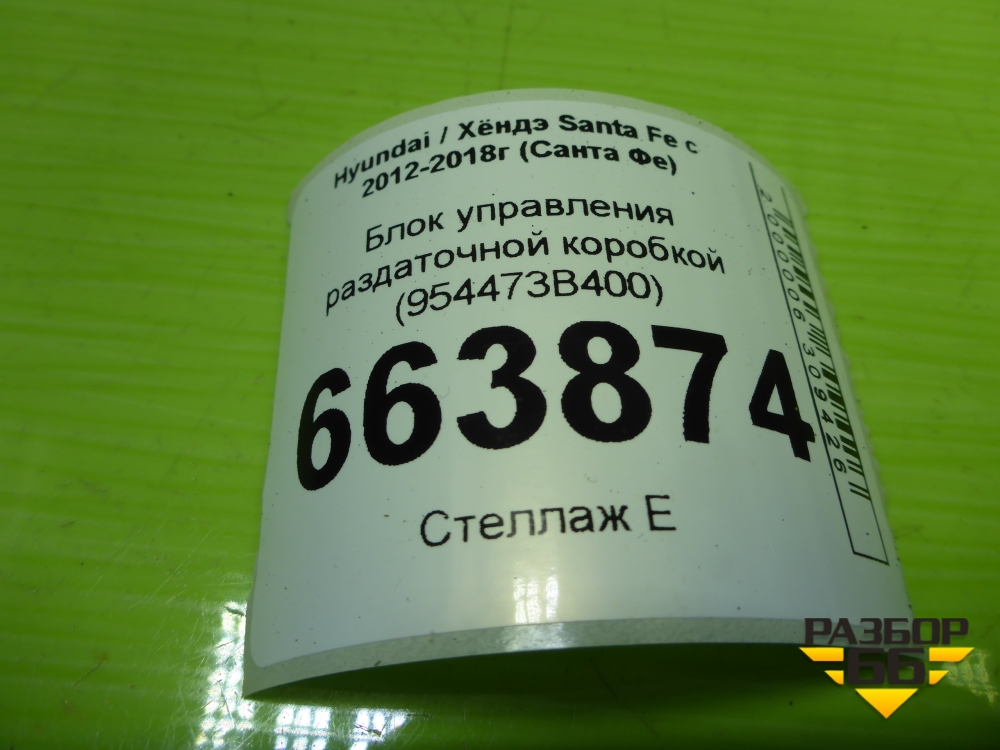 Hyundai / Хёндэ Santa Fe с
2012-2018г (Санта Фе)
Блок управления
раздаточной коробкой
(954473B400)
663874
Стеллаж Е
2000006309426
РАЗБОР
66